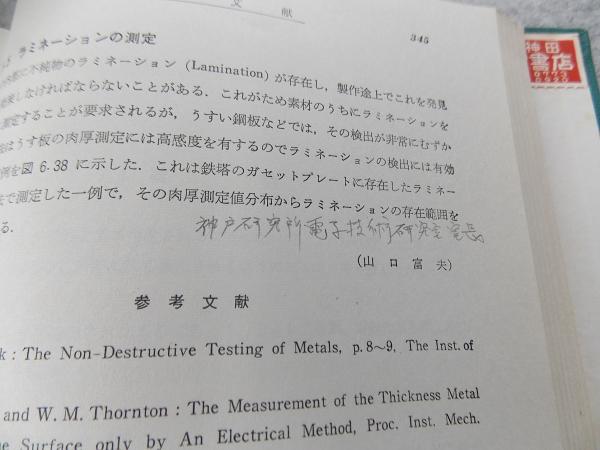 文献
345
5 ラミネーションの測定
に不純物のラミネーション (Lamination) が存在し，製作途上でこれを発見
しなければならないことがある．これがため素材のうちにラミネーションを
測定することが要求されるが，うすい鋼板などでは，その検出が非常にむずか
はうす板の肉厚測定には高感度を有するのでラミネーションの検出には有効
例を図 6·38 に示した．これは鉄塔のガセットプレートに存在したラミネー
法で測定した一例で，その肉厚測定値分布からラミネーションの存在範囲を
る．
神戸研究所電子技術研究室室長
(山口富夫)
参考文献
k : The Non-Destructive Testing of Metals, p. 8～9, The Inst. of
and W. M. Thornton : The Measurement of the Thickness Metal
Surface only by An Electrical Method, Proc. Inst. Mech.
神田
書店